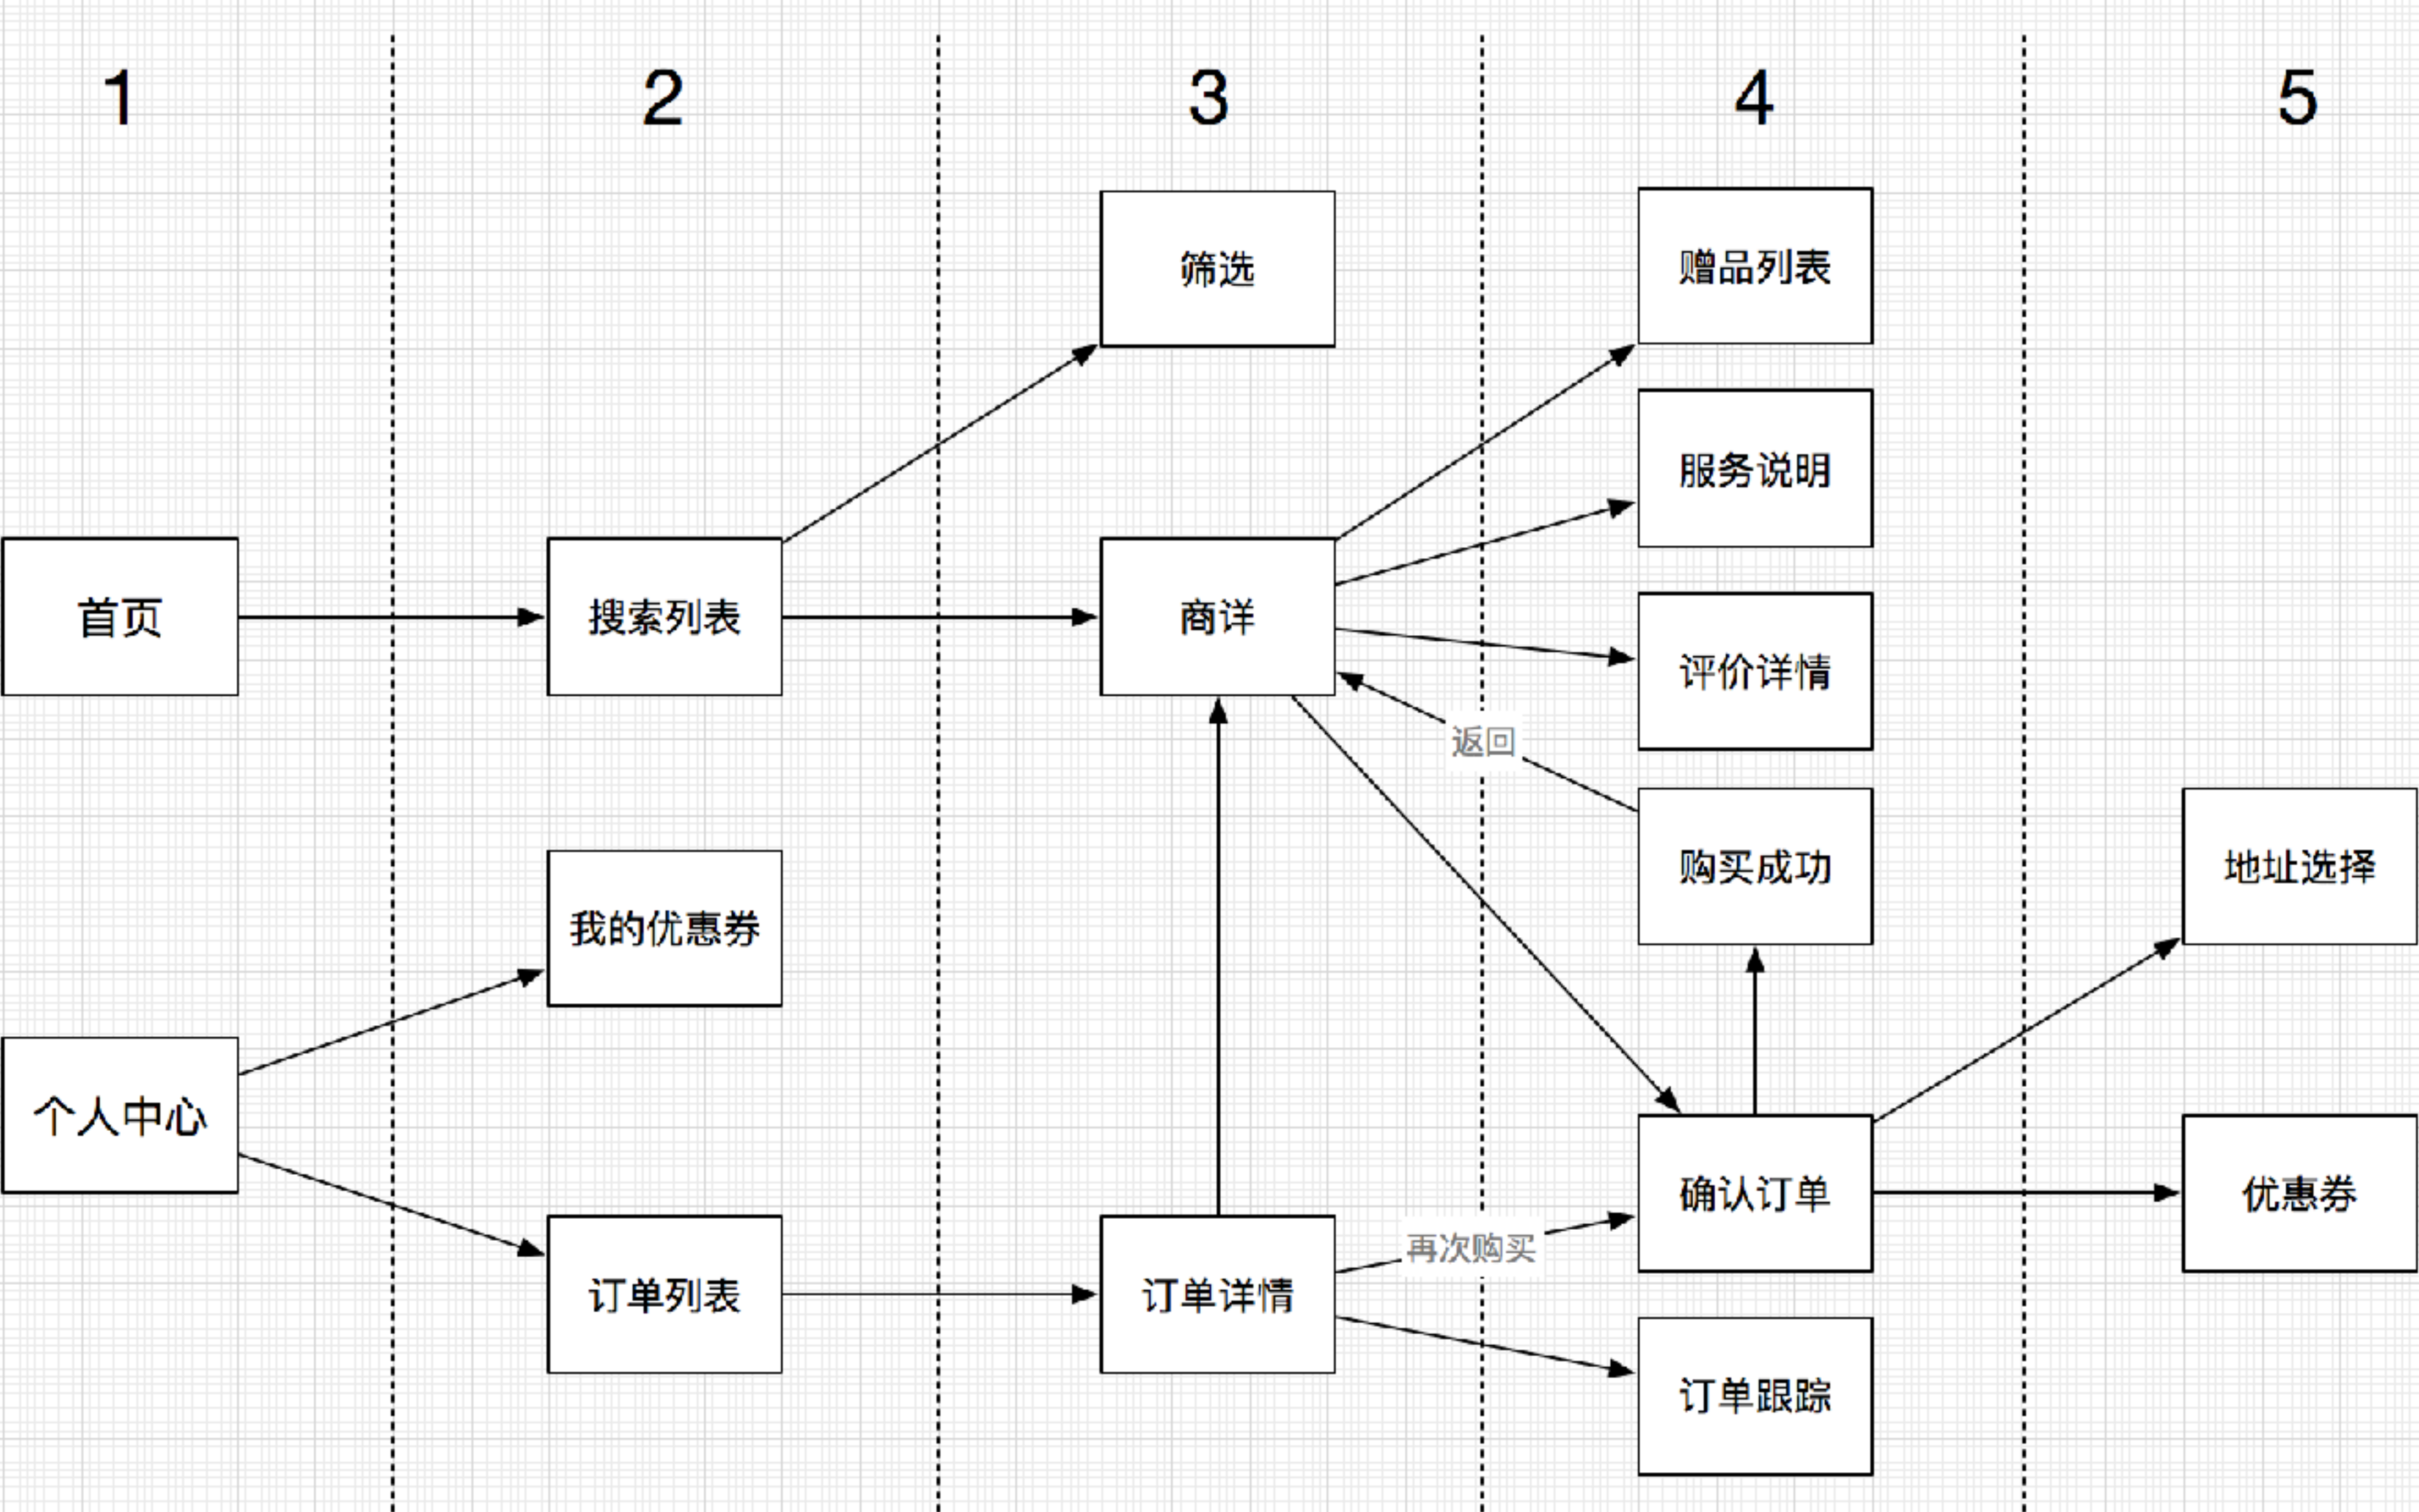 1
2
3
4
5
筛选
赠品列表
服务说明
首页
搜索列表
商详
评价详情
返回
购买成功
地址选择
我的优惠券
个人中心
确认订单
优惠券
再次购买
订单列表
订单详情
订单跟踪